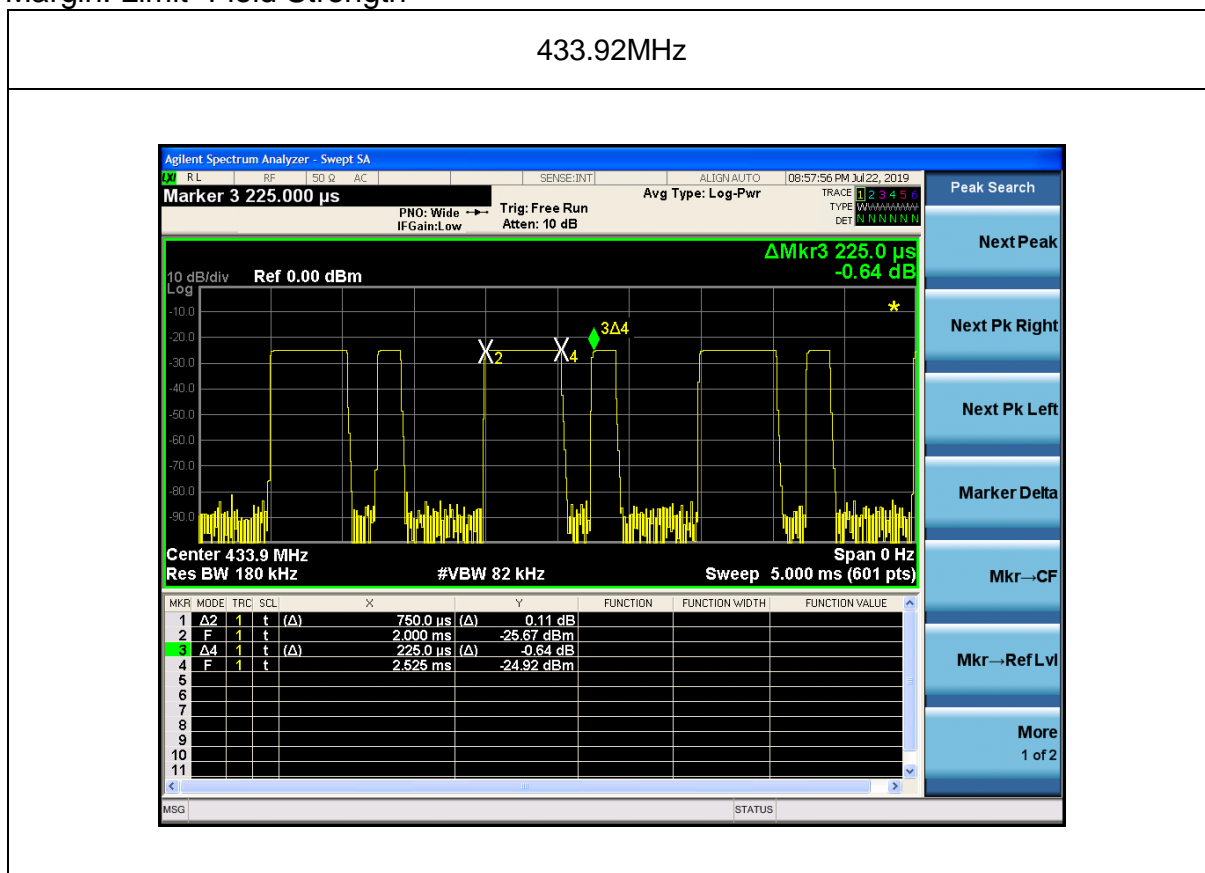 433.92MHz
Agilent Spectrum Analyzer - Swept SA
LXI RL RF 50 Ω AC SENSE:INT ALIGN AUTO 08:57:56 PM Jul 22, 2019
Marker 3 225.000 µs
PNO: Wide
IFGain:Low
Trig: Free Run
Atten: 10 dB
Avg Type: Log-Pwr
TRACE 1 2 3 4 5 6
TYPE WWWWWW
DET N N N N N N
Peak Search
ΔMkr3 225.0 µs
-0.64 dB
10 dB/div Ref 0.00 dBm
Log
-10.0
-20.0
-30.0
-40.0
-50.0
-60.0
-70.0
-80.0
-90.0
2
4
3Δ4
*
Center 433.9 MHz Span 0 Hz
Res BW 180 kHz #VBW 82 kHz Sweep 5.000 ms (601 pts)
MKR MODE TRC SCL X Y FUNCTION FUNCTION WIDTH FUNCTION VALUE
1 Δ2 1 t (Δ) 750.0 µs (Δ) 0.11 dB
2 F 1 t 2.000 ms -25.67 dBm
3 Δ4 1 t (Δ) 225.0 µs (Δ) -0.64 dB
4 F 1 t 2.525 ms -24.92 dBm
5
6
7
8
9
10
11
MSG STATUS
Next Peak
Next Pk Right
Next Pk Left
Marker Delta
Mkr→CF
Mkr→Ref Lvl
More
1 of 2